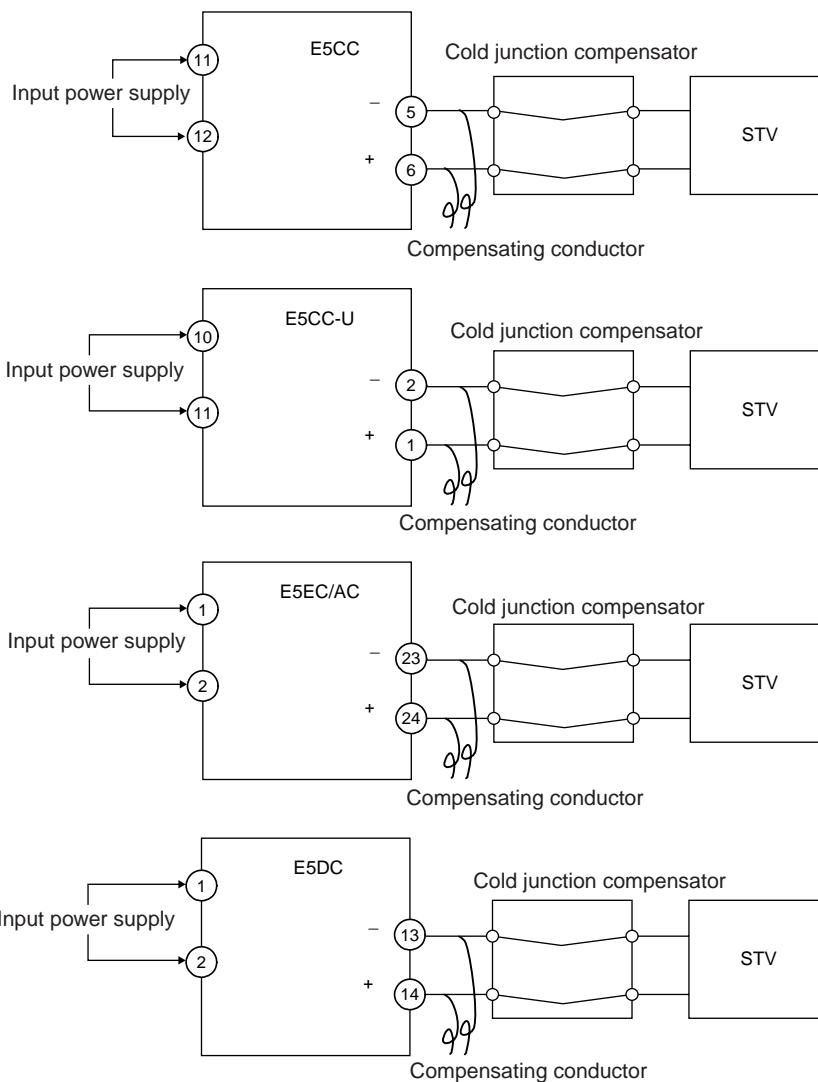 E5CC
Cold junction compensator
11
Input power supply
12
–
5
+
6
STV
Compensating conductor
E5CC-U
Cold junction compensator
10
Input power supply
11
–
2
+
1
STV
Compensating conductor
E5EC/AC
Cold junction compensator
1
Input power supply
2
–
23
+
24
STV
Compensating conductor
E5DC
Cold junction compensator
1
Input power supply
2
–
13
+
14
STV
Compensating conductor